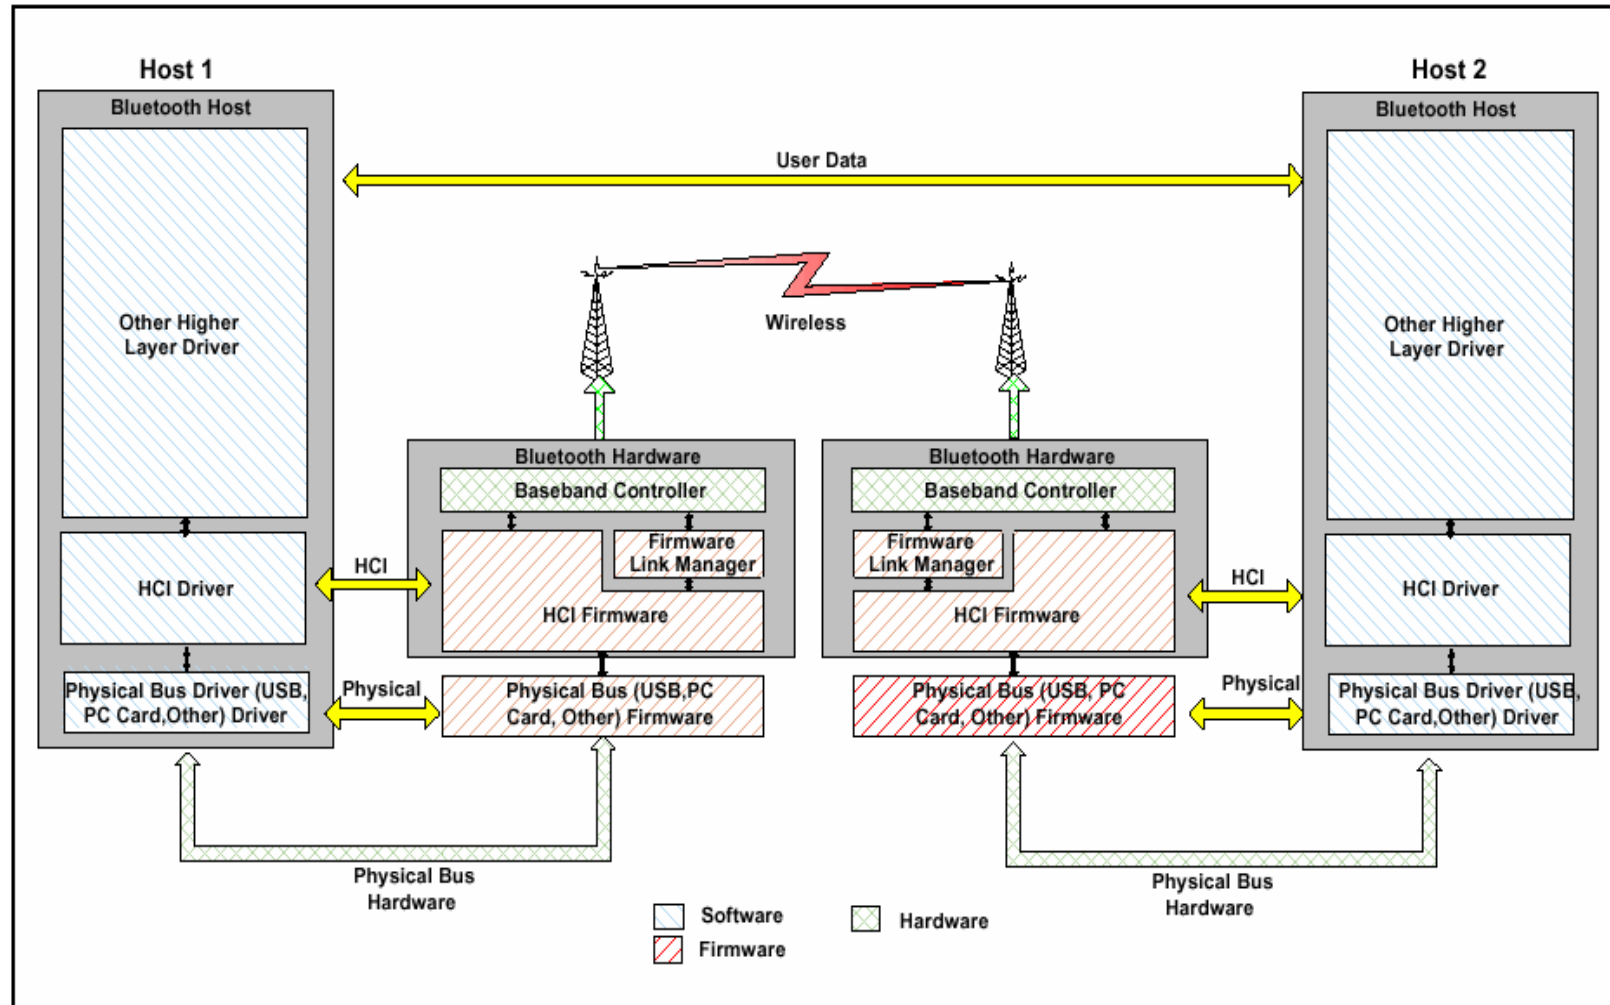 Host 1
Host 2
Bluetooth Host
Bluetooth Host
User Data
Wireless
Other Higher
Layer Driver
Other Higher
Layer Driver
Bluetooth Hardware
Baseband Controller
Bluetooth Hardware
Baseband Controller
Firmware
Link Manager
Firmware
Link Manager
HCI
HCI
HCI Driver
HCI Firmware
HCI Firmware
HCI Driver
Physical Bus Driver (USB,
PC Card,Other) Driver
Physical
Physical Bus (USB,PC
Card, Other) Firmware
Physical Bus (USB, PC
Card, Other) Firmware
Physical
Physical Bus Driver (USB,
PC Card,Other) Driver
Physical Bus
Hardware
Physical Bus
Hardware
Software
Hardware
Firmware